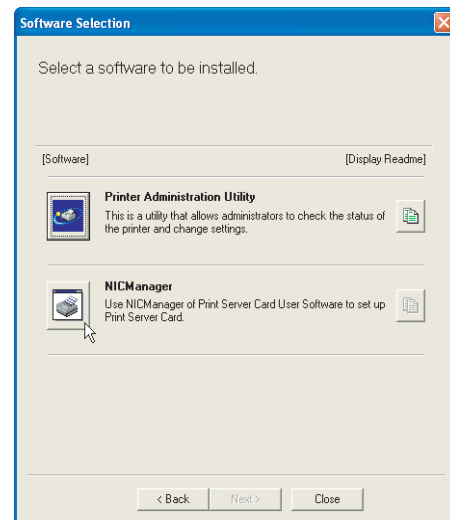 Software Selection
Select a software to be installed.
[Software] [Display Readme]
Printer Administration Utility
This is a utility that allows administrators to check the status of
the printer and change settings.
NICManager
Use NICManager of Print Server Card User Software to set up
Print Server Card.
< Back Next > Close